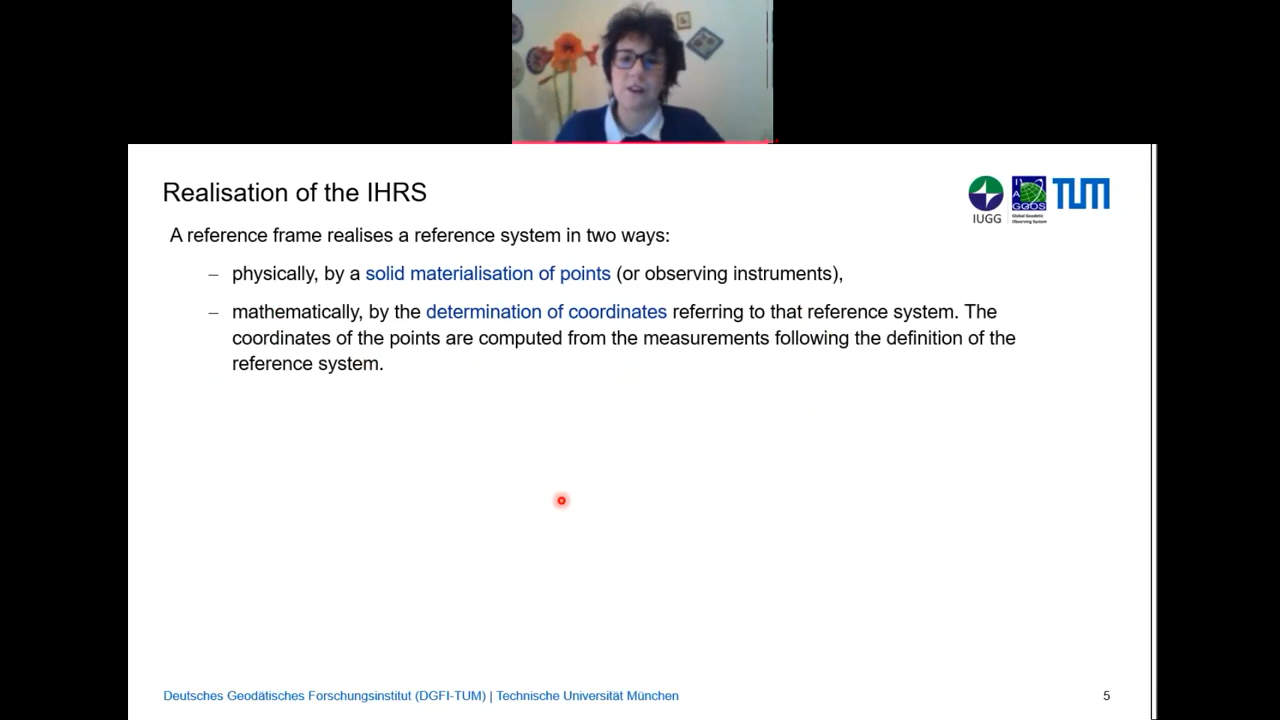 Realisation of the IHRS
IUGG
I
A
G
GGOS
Global Geodetic
Observing System
TUM
A reference frame realises a reference system in two ways:
– physically, by a solid materialisation of points (or observing instruments),
– mathematically, by the determination of coordinates referring to that reference system. The
coordinates of the points are computed from the measurements following the definition of the
reference system.
Deutsches Geodätisches Forschungsinstitut (DGFI-TUM) | Technische Universität München
5